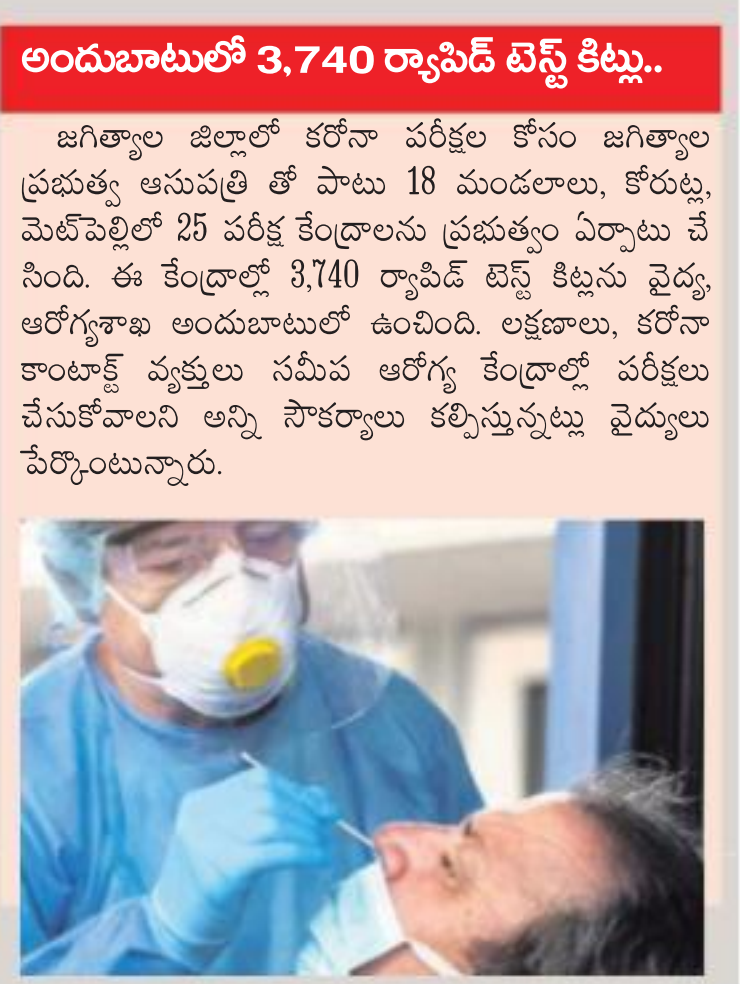 అందుబాటులో 3,740 ర్యాపిడ్ టెస్ట్ కిట్లు..
జగిత్యాల జిల్లాలో కరోనా పరీక్షల కోసం జగిత్యాల
ప్రభుత్వ ఆసుపత్రి తో పాటు 18 మండలాలు, కోరుట్ల,
మెట్‌పెల్లిలో 25 పరీక్ష కేంద్రాలను ప్రభుత్వం ఏర్పాటు చే
సింది. ఈ కేంద్రాల్లో 3,740 ర్యాపిడ్ టెస్ట్ కిట్లను వైద్య,
ఆరోగ్యశాఖ అందుబాటులో ఉంచింది. లక్షణాలు, కరోనా
కాంటాక్ట్ వ్యక్తులు సమీప ఆరోగ్య కేంద్రాల్లో పరీక్షలు
చేసుకోవాలని అన్ని సౌకర్యాలు కల్పిస్తున్నట్లు వైద్యులు
పేర్కొంటున్నారు.